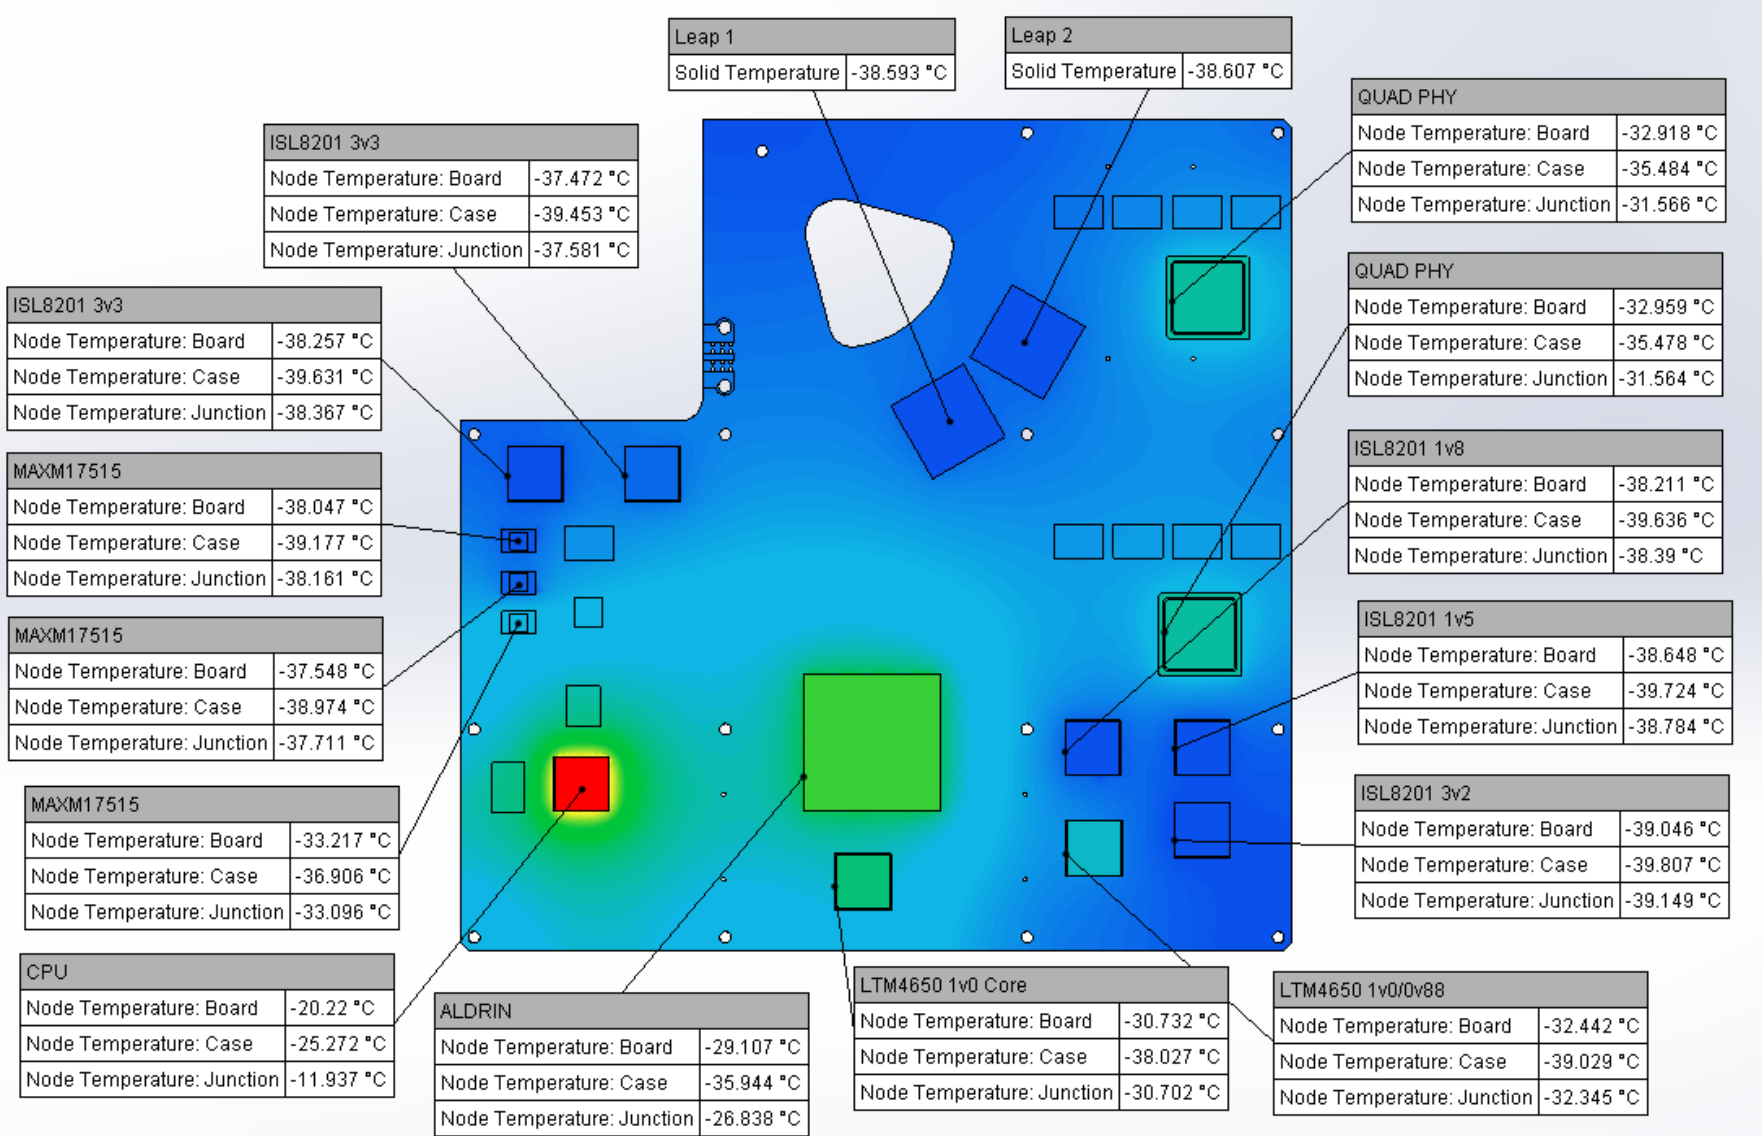 Leap 1
Solid Temperature -38.593 °C
Leap 2
Solid Temperature -38.607 °C
QUAD PHY
Node Temperature: Board -32.918 °C
Node Temperature: Case -35.484 °C
Node Temperature: Junction -31.566 °C
ISL8201 3v3
Node Temperature: Board -37.472 °C
Node Temperature: Case -39.453 °C
Node Temperature: Junction -37.581 °C
QUAD PHY
Node Temperature: Board -32.959 °C
Node Temperature: Case -35.478 °C
Node Temperature: Junction -31.564 °C
ISL8201 3v3
Node Temperature: Board -38.257 °C
Node Temperature: Case -39.631 °C
Node Temperature: Junction -38.367 °C
ISL8201 1v8
Node Temperature: Board -38.211 °C
Node Temperature: Case -39.636 °C
Node Temperature: Junction -38.39 °C
MAXM17515
Node Temperature: Board -38.047 °C
Node Temperature: Case -39.177 °C
Node Temperature: Junction -38.161 °C
ISL8201 1v5
Node Temperature: Board -38.648 °C
Node Temperature: Case -39.724 °C
Node Temperature: Junction -38.784 °C
MAXM17515
Node Temperature: Board -37.548 °C
Node Temperature: Case -38.974 °C
Node Temperature: Junction -37.711 °C
ISL8201 3v2
Node Temperature: Board -39.046 °C
Node Temperature: Case -39.807 °C
Node Temperature: Junction -39.149 °C
MAXM17515
Node Temperature: Board -33.217 °C
Node Temperature: Case -36.906 °C
Node Temperature: Junction -33.096 °C
CPU
Node Temperature: Board -20.22 °C
Node Temperature: Case -25.272 °C
Node Temperature: Junction -11.937 °C
ALDRIN
Node Temperature: Board -29.107 °C
Node Temperature: Case -35.944 °C
Node Temperature: Junction -26.838 °C
LTM4650 1v0 Core
Node Temperature: Board -30.732 °C
Node Temperature: Case -38.027 °C
Node Temperature: Junction -30.702 °C
LTM4650 1v0/0v88
Node Temperature: Board -32.442 °C
Node Temperature: Case -39.029 °C
Node Temperature: Junction -32.345 °C